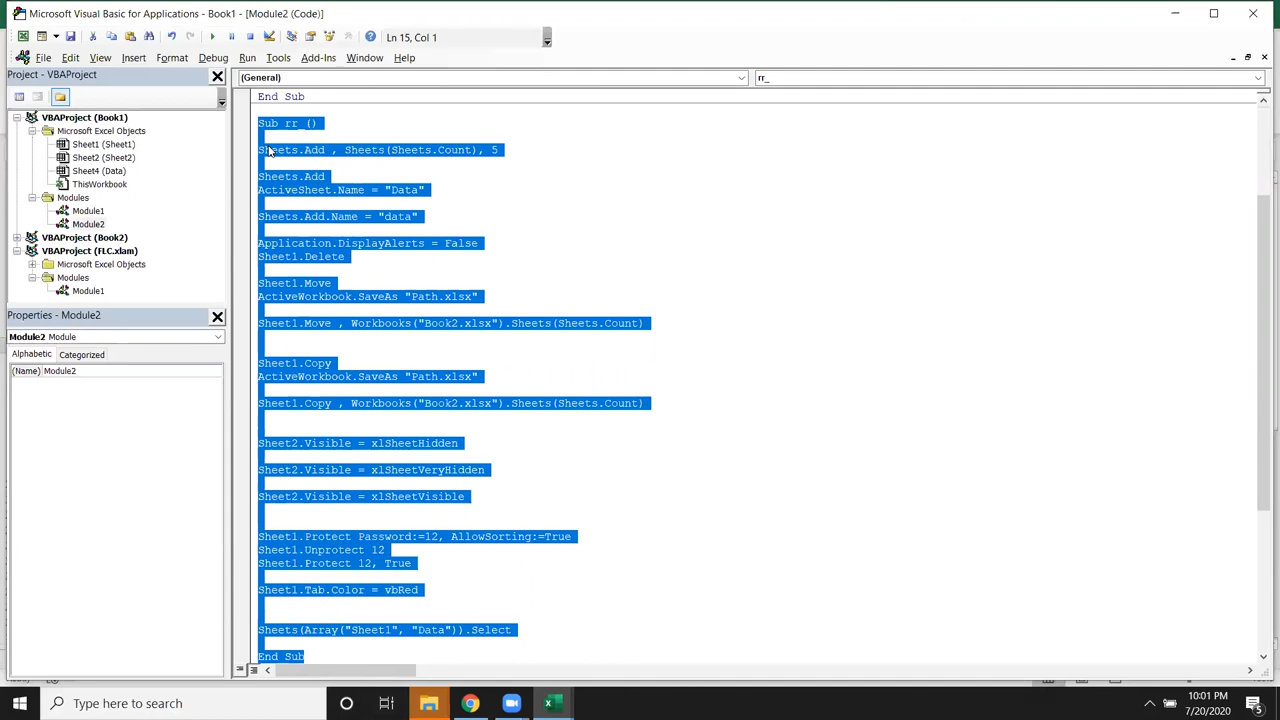 Microsoft Visual Basic for Applications - Book1 - [Module2 (Code)]
Ln 15, Col 1
File Edit View Insert Format Debug Run Tools Add-Ins Window Help
Project - VBAProject
(General)
rr_
VBAProject (Book1)
Microsoft Excel Objects
Sheet1 (Sheet1)
Sheet2 (Sheet2)
Sheet4 (Data)
ThisWorkbook
Modules
Module1
Module2
VBAProject (Book2)
VBAProject (FLC.xlam)
Microsoft Excel Objects
Modules
Module1
Properties - Module2
Module2 Module
Alphabetic Categorized
(Name) Module2
End Sub
Sub rr_()
Sheets.Add , Sheets(Sheets.Count), 5
Sheets.Add
ActiveSheet.Name = "Data"
Sheets.Add.Name = "data"
Application.DisplayAlerts = False
Sheet1.Delete
Sheet1.Move
ActiveWorkbook.SaveAs "Path.xlsx"
Sheet1.Move , Workbooks("Book2.xlsx").Sheets(Sheets.Count)
Sheet1.Copy
ActiveWorkbook.SaveAs "Path.xlsx"
Sheet1.Copy , Workbooks("Book2.xlsx").Sheets(Sheets.Count)
Sheet2.Visible = xlSheetHidden
Sheet2.Visible = xlSheetVeryHidden
Sheet2.Visible = xlSheetVisible
Sheet1.Protect Password:=12, AllowSorting:=True
Sheet1.Unprotect 12
Sheet1.Protect 12, True
Sheet1.Tab.Color = vbRed
Sheets(Array("Sheet1", "Data")).Select
End Sub
Type here to search
10:01 PM
7/20/2020
5